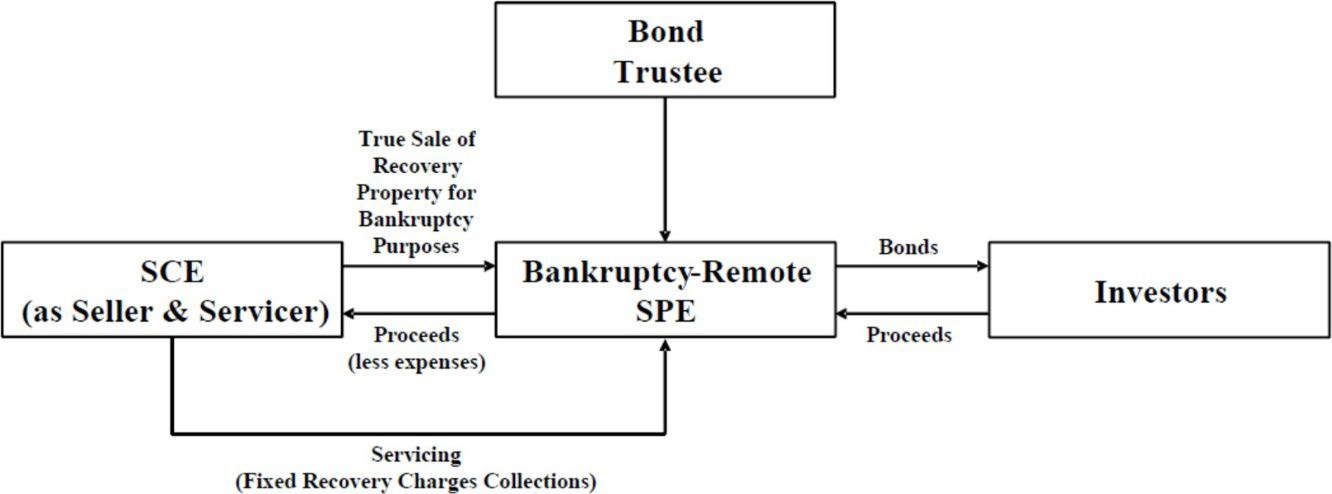 Bond
Trustee
True Sale of
Recovery
Property for
Bankruptcy
Purposes
SCE
(as Seller & Servicer)
Bankruptcy-Remote
SPE
Bonds
Investors
Proceeds
(less expenses)
Proceeds
Servicing
(Fixed Recovery Charges Collections)